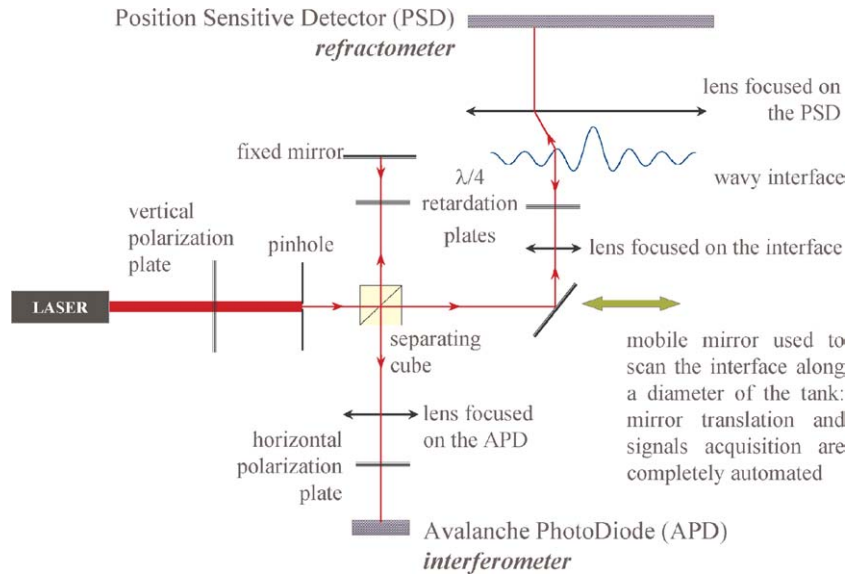 Position Sensitive Detector (PSD)
refractometer
lens focused on
the PSD
fixed mirror
λ/4
retardation
plates
wavy interface
vertical
polarization
plate
pinhole
lens focused on the interface
LASER
separating
cube
mobile mirror used to
scan the interface along
a diameter of the tank:
mirror translation and
signals acquisition are
completely automated
lens focused
on the APD
horizontal
polarization
plate
Avalanche PhotoDiode (APD)
interferometer